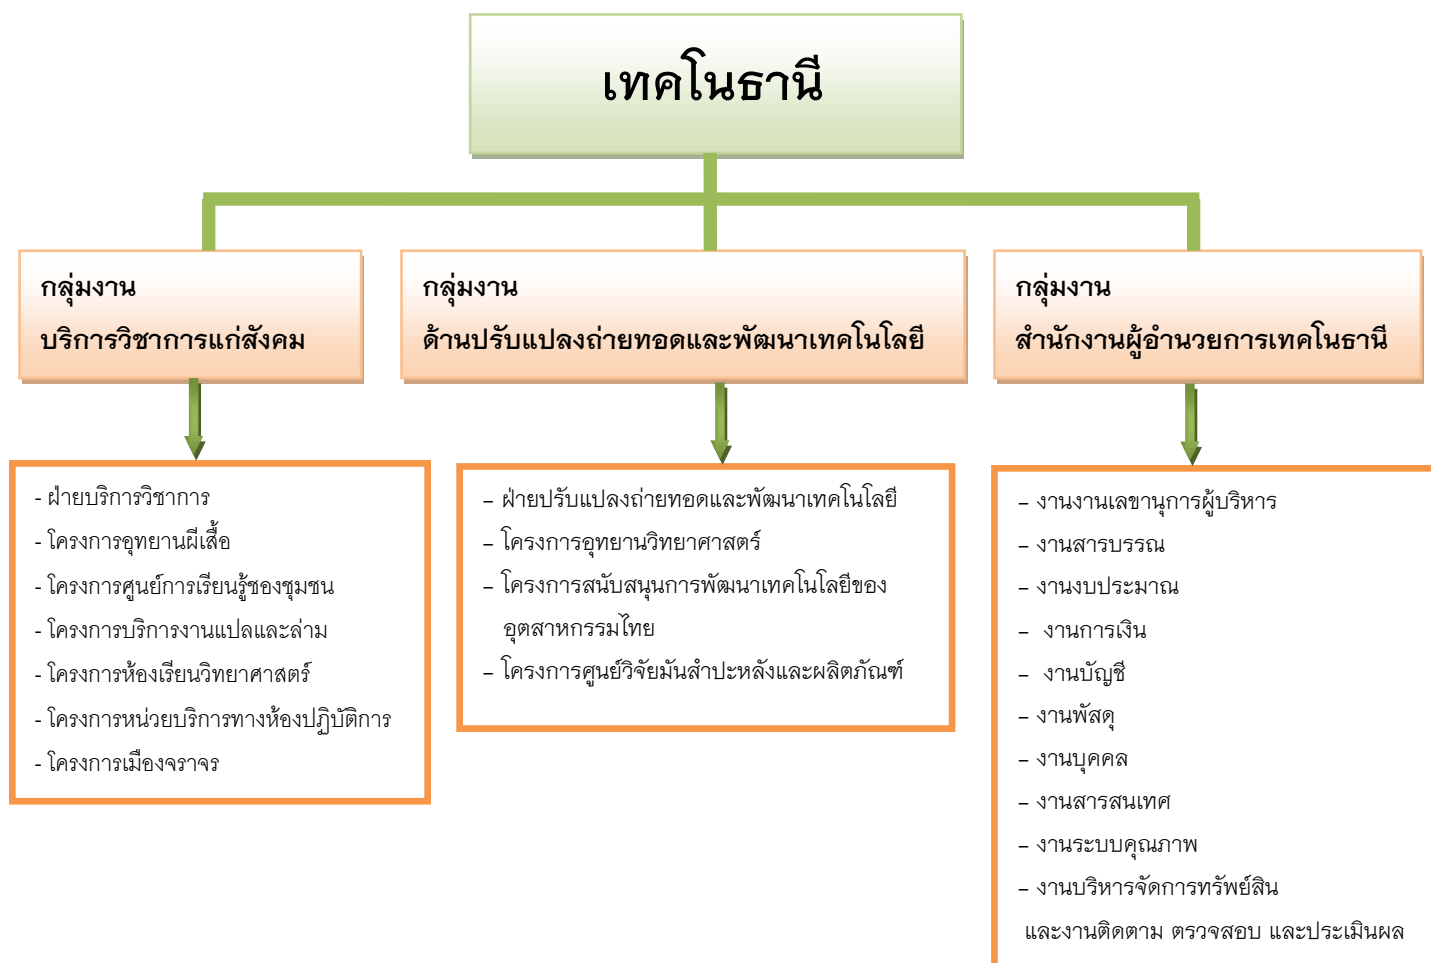 เทคโนธานี
กลุ่มงาน
บริการวิชาการแก่สังคม
- ฝ่ายบริการวิชาการ
- โครงการอุทยานผีเสื้อ
- โครงการศูนย์การเรียนรู้ของชุมชน
- โครงการบริการงานแปลและล่าม
- โครงการห้องเรียนวิทยาศาสตร์
- โครงการหน่วยบริการทางห้องปฏิบัติการ
- โครงการเมืองจราจร
กลุ่มงาน
ด้านปรับแปลงถ่ายทอดและพัฒนาเทคโนโลยี
– ฝ่ายปรับแปลงถ่ายทอดและพัฒนาเทคโนโลยี
– โครงการอุทยานวิทยาศาสตร์
– โครงการสนับสนุนการพัฒนาเทคโนโลยีของ
อุตสาหกรรมไทย
– โครงการศูนย์วิจัยมันสำปะหลังและผลิตภัณฑ์
กลุ่มงาน
สำนักงานผู้อำนวยการเทคโนธานี
– งานงานเลขานุการผู้บริหาร
– งานสารบรรณ
– งานงบประมาณ
– งานการเงิน
– งานบัญชี
– งานพัสดุ
– งานบุคคล
– งานสารสนเทศ
– งานระบบคุณภาพ
– งานบริหารจัดการทรัพย์สิน
และงานติดตาม ตรวจสอบ และประเมินผล